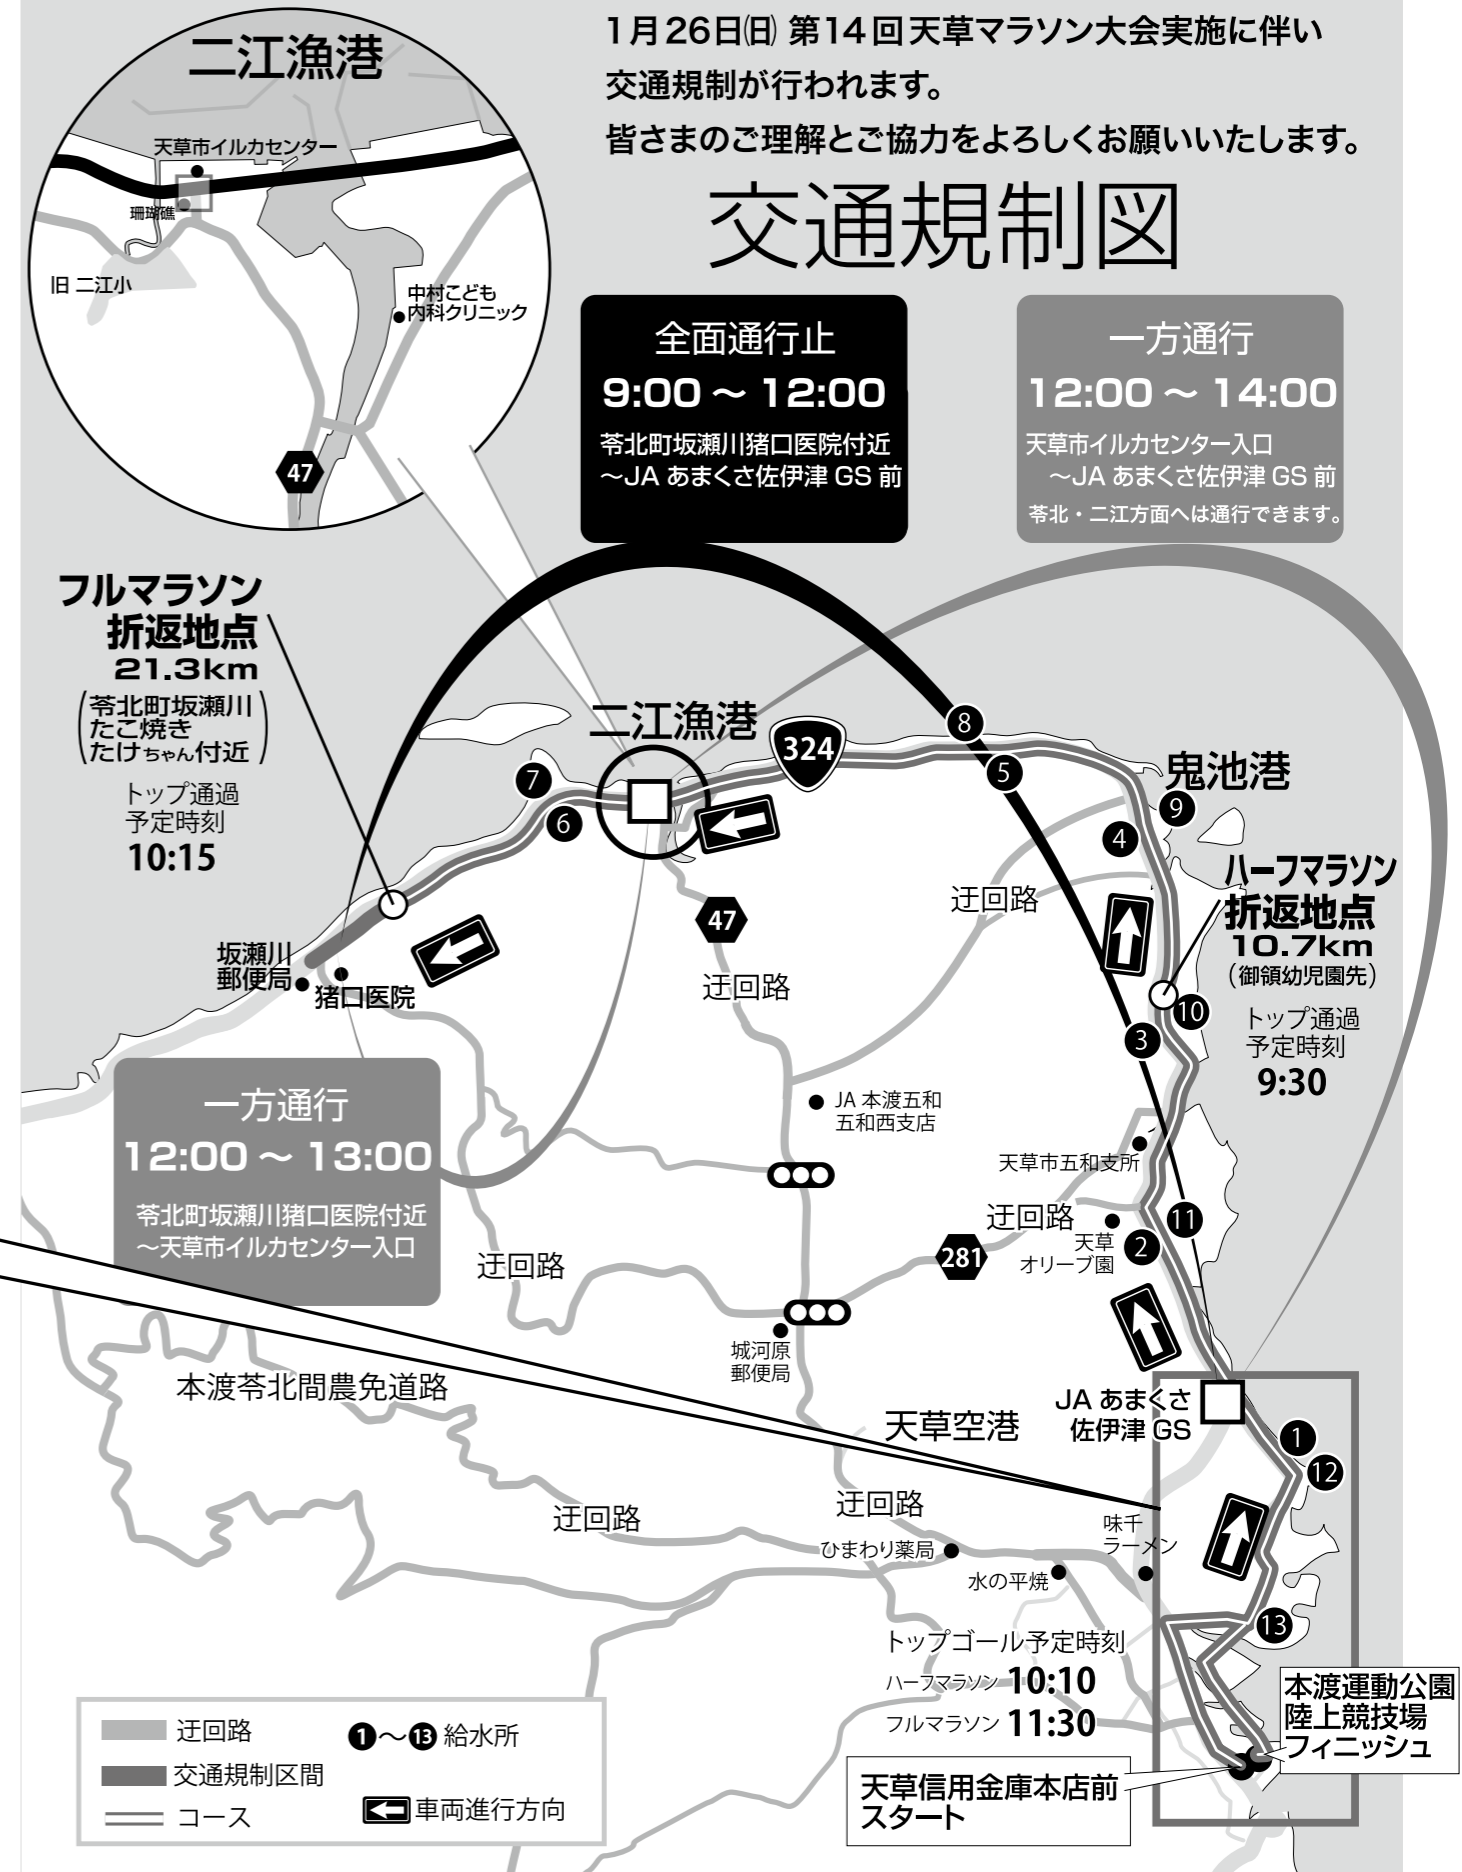 1月26日㈰ 第14回天草マラソン大会実施に伴い
交通規制が行われます。
皆さまのご理解とご協力をよろしくお願いいたします。
交通規制図
二江漁港
天草市イルカセンター
珊瑚礁
旧 二江小
中村こども
内科クリニック
47
全面通行止
9:00 ～ 12:00
苓北町坂瀬川猪口医院付近
～JA あまくさ佐伊津 GS 前
一方通行
12:00 ～ 14:00
天草市イルカセンター入口
～JA あまくさ佐伊津 GS 前
苓北・二江方面へは通行できます。
フルマラソン
折返地点
21.3km
(苓北町坂瀬川
たこ焼き
たけちゃん付近)
トップ通過
予定時刻
10:15
二江漁港
324
8
5
7
6
鬼池港
9
4
ハーフマラソン
折返地点
10.7km
(御領幼児園先)
トップ通過
予定時刻
9:30
迂回路
47
迂回路
坂瀬川
郵便局
猪口医院
10
3
一方通行
12:00 ～ 13:00
苓北町坂瀬川猪口医院付近
～天草市イルカセンター入口
JA 本渡五和
五和西支店
天草市五和支所
迂回路
11
天草
オリーブ園
2
281
迂回路
城河原
郵便局
本渡苓北間農免道路
JA あまくさ
佐伊津 GS
天草空港
1
12
迂回路
迂回路
味千
ラーメン
ひまわり薬局
水の平焼
13
トップゴール予定時刻
ハーフマラソン 10:10
フルマラソン 11:30
本渡運動公園
陸上競技場
フィニッシュ
天草信用金庫本店前
スタート
迂回路
❶～⓭ 給水所
交通規制区間
コース
車両進行方向